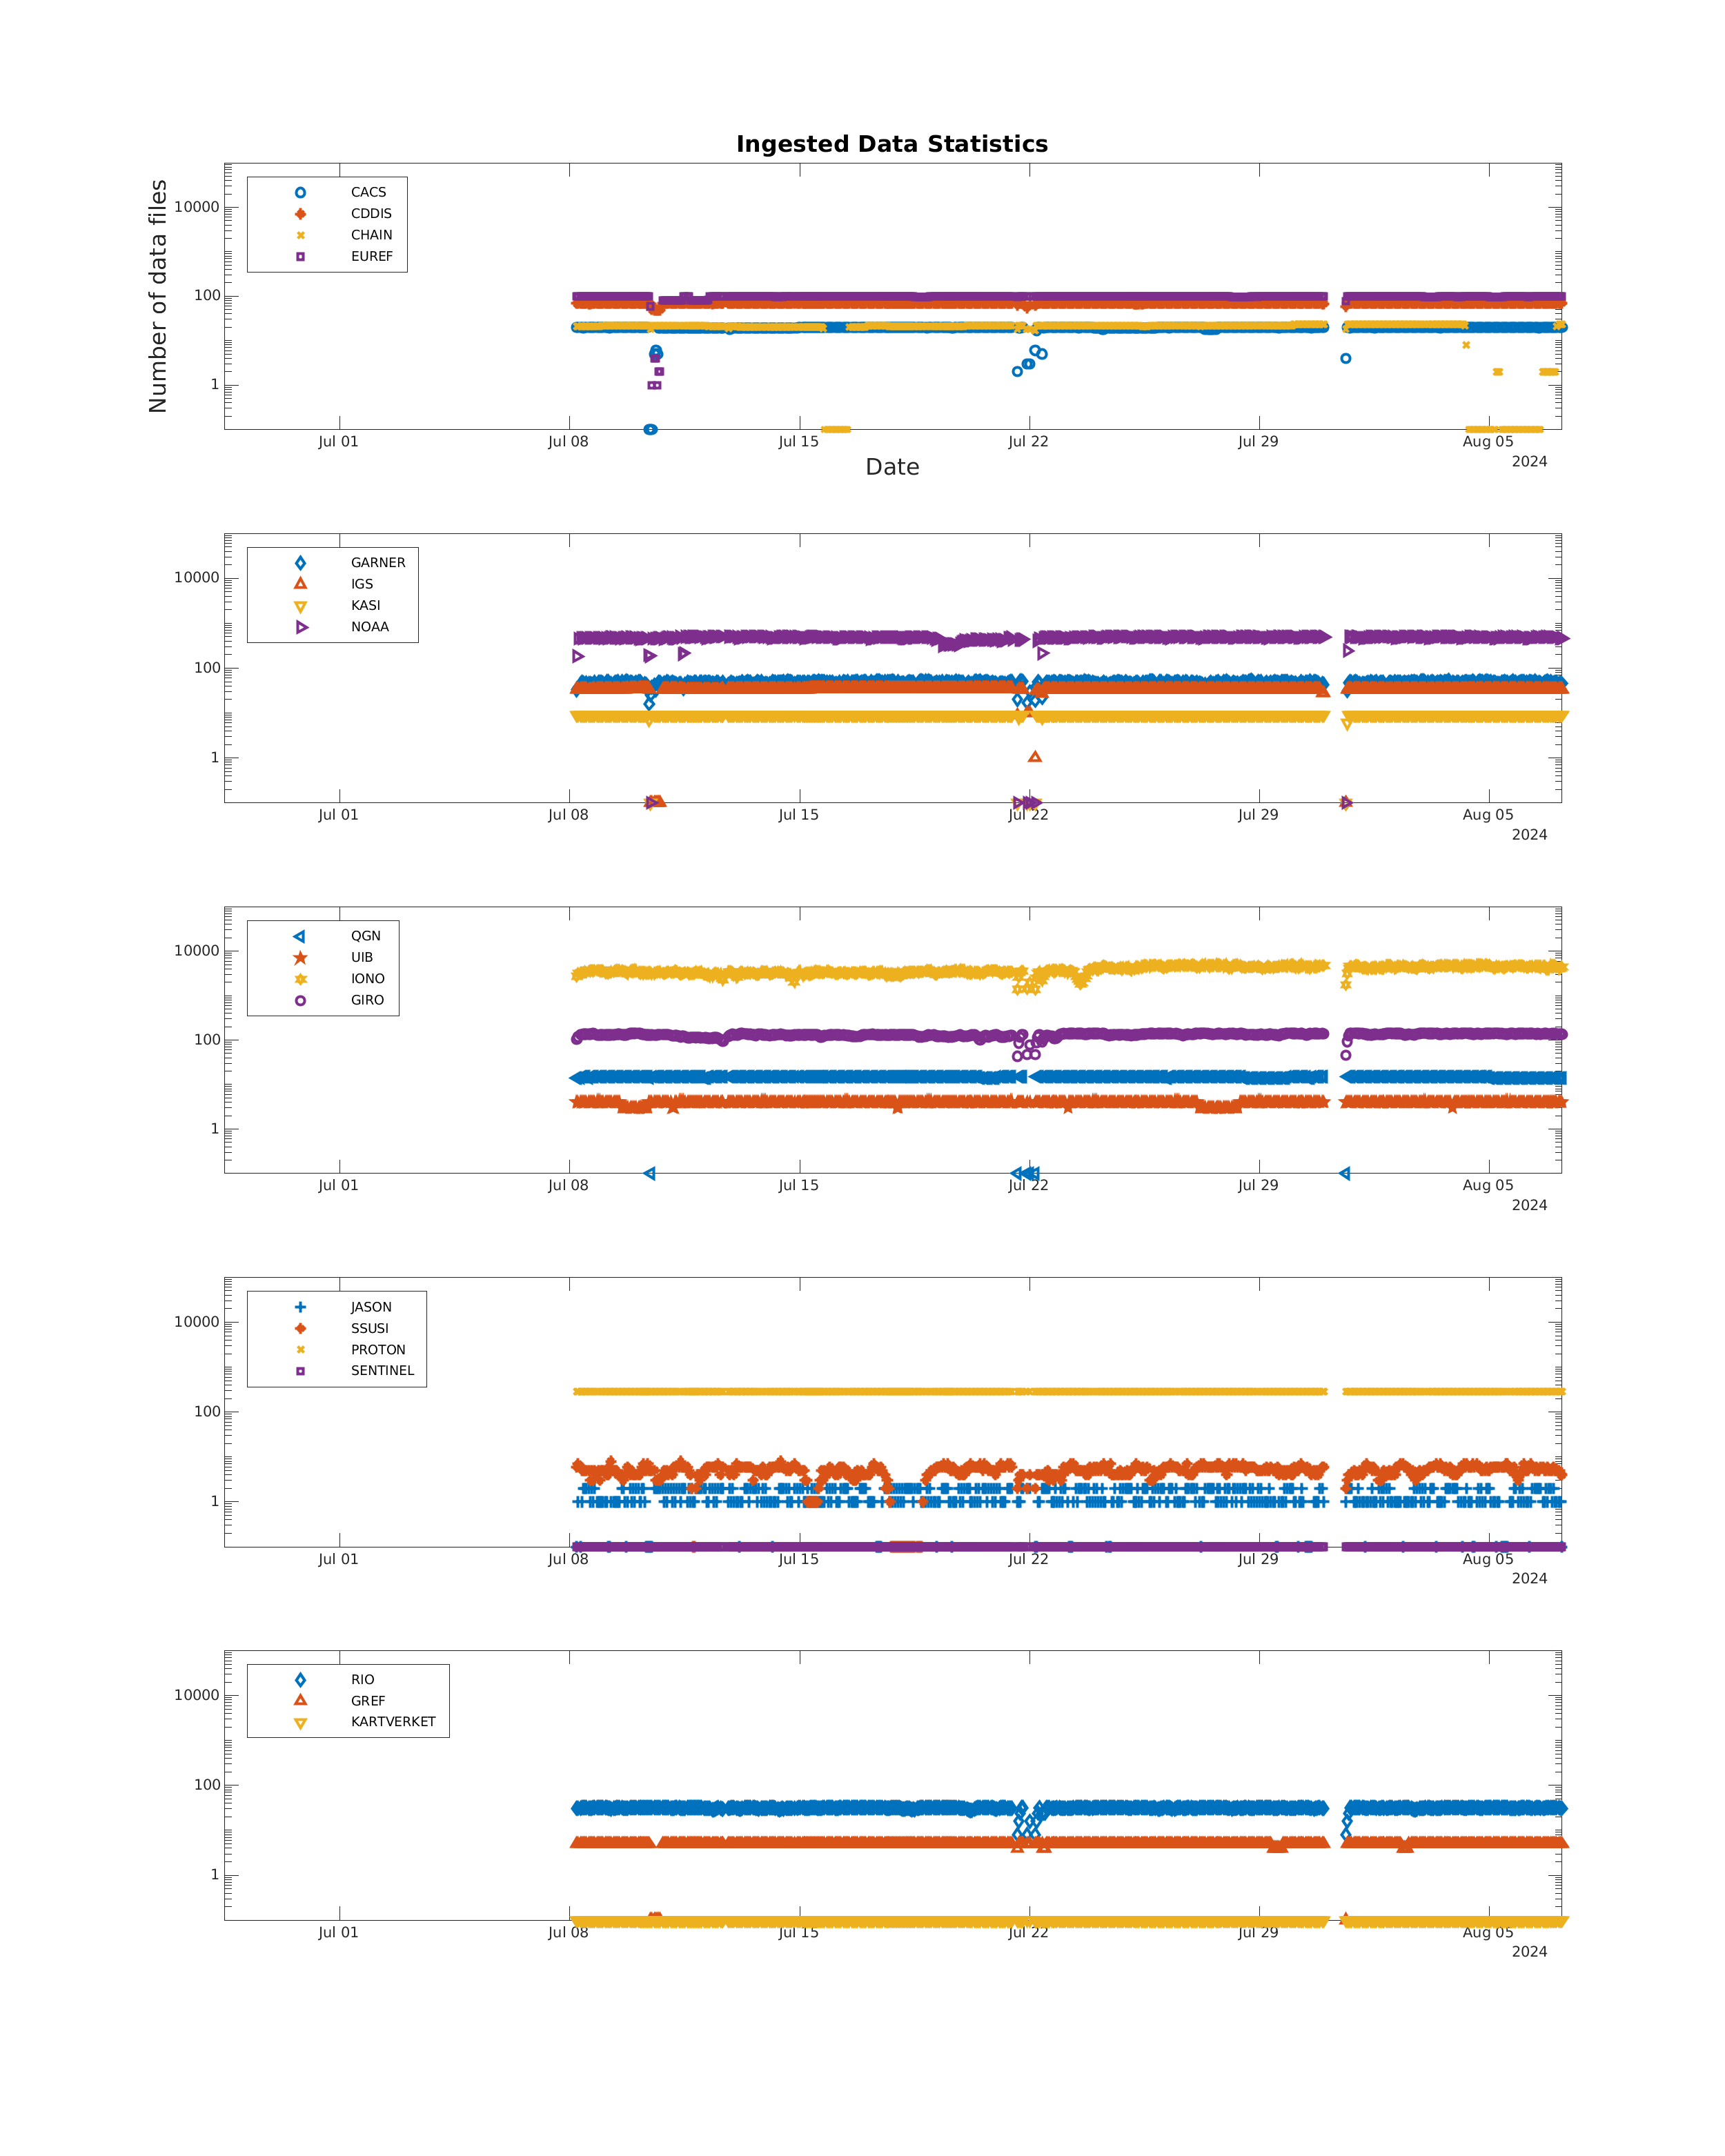 Ingested Data Statistics
Number of data files
CACS
CDDIS
CHAIN
EUREF
10000
100
1
Jul 01 Jul 08 Jul 15 Jul 22 Jul 29 Aug 05
2024
Date
GARNER
IGS
KASI
NOAA
10000
100
1
Jul 01 Jul 08 Jul 15 Jul 22 Jul 29 Aug 05
2024
QGN
UIB
IONO
GIRO
10000
100
1
Jul 01 Jul 08 Jul 15 Jul 22 Jul 29 Aug 05
2024
JASON
SSUSI
PROTON
SENTINEL
10000
100
1
Jul 01 Jul 08 Jul 15 Jul 22 Jul 29 Aug 05
2024
RIO
GREF
KARTVERKET
10000
100
1
Jul 01 Jul 08 Jul 15 Jul 22 Jul 29 Aug 05
2024